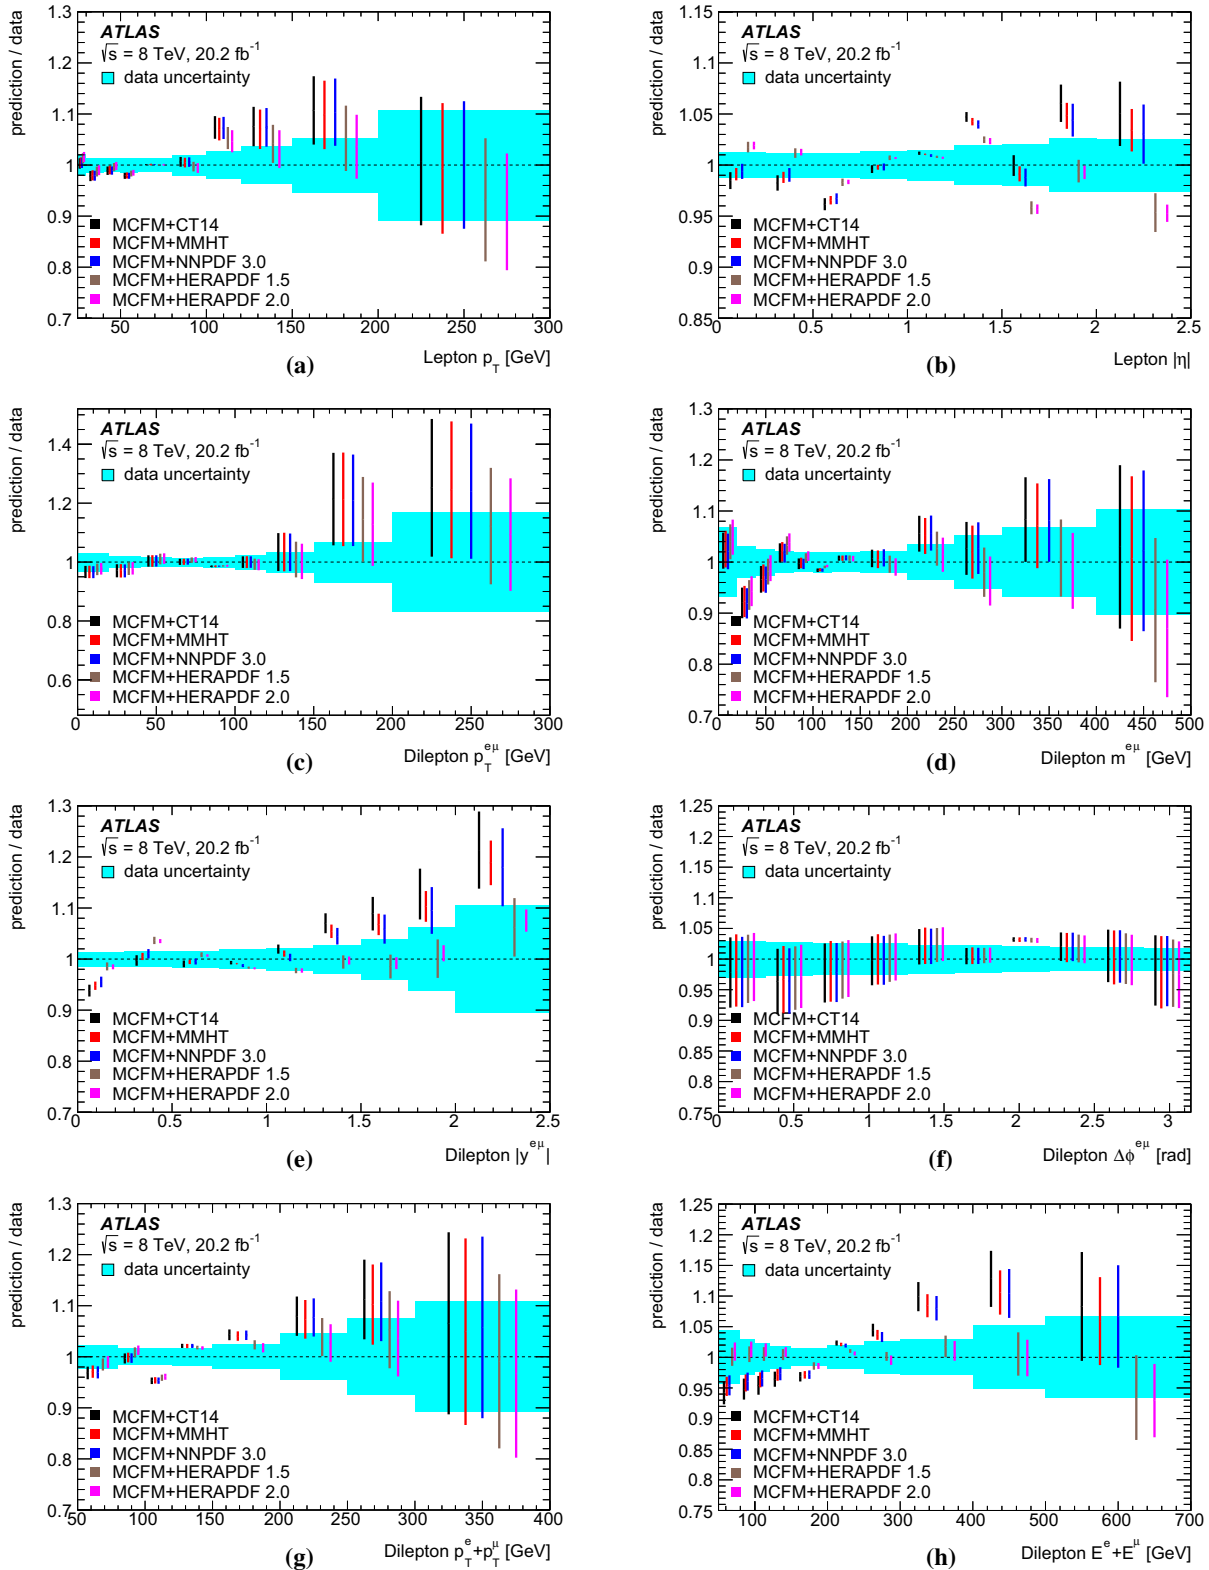 prediction / data
ATLAS
√s = 8 TeV, 20.2 fb⁻¹
data uncertainty
MCFM+CT14
MCFM+MMHT
MCFM+NNPDF 3.0
MCFM+HERAPDF 1.5
MCFM+HERAPDF 2.0
1.3
1.2
1.1
1
0.9
0.8
0.7
50 100 150 200 250 300
Lepton p_T [GeV]
(a)
prediction / data
ATLAS
√s = 8 TeV, 20.2 fb⁻¹
data uncertainty
MCFM+CT14
MCFM+MMHT
MCFM+NNPDF 3.0
MCFM+HERAPDF 1.5
MCFM+HERAPDF 2.0
1.15
1.1
1.05
1
0.95
0.9
0.85
0 0.5 1 1.5 2 2.5
Lepton |η|
(b)
prediction / data
ATLAS
√s = 8 TeV, 20.2 fb⁻¹
data uncertainty
MCFM+CT14
MCFM+MMHT
MCFM+NNPDF 3.0
MCFM+HERAPDF 1.5
MCFM+HERAPDF 2.0
1.4
1.2
1
0.8
0.6
0 50 100 150 200 250 300
Dilepton p_T^eμ [GeV]
(c)
prediction / data
ATLAS
√s = 8 TeV, 20.2 fb⁻¹
data uncertainty
MCFM+CT14
MCFM+MMHT
MCFM+NNPDF 3.0
MCFM+HERAPDF 1.5
MCFM+HERAPDF 2.0
1.3
1.2
1.1
1
0.9
0.8
0.7
0 50 100 150 200 250 300 350 400 450 500
Dilepton m^eμ [GeV]
(d)
prediction / data
ATLAS
√s = 8 TeV, 20.2 fb⁻¹
data uncertainty
MCFM+CT14
MCFM+MMHT
MCFM+NNPDF 3.0
MCFM+HERAPDF 1.5
MCFM+HERAPDF 2.0
1.3
1.2
1.1
1
0.9
0.8
0.7
0 0.5 1 1.5 2 2.5
Dilepton |y^eμ|
(e)
prediction / data
ATLAS
√s = 8 TeV, 20.2 fb⁻¹
data uncertainty
MCFM+CT14
MCFM+MMHT
MCFM+NNPDF 3.0
MCFM+HERAPDF 1.5
MCFM+HERAPDF 2.0
1.25
1.2
1.15
1.1
1.05
1
0.95
0.9
0.85
0.8
0.75
0 0.5 1 1.5 2 2.5 3
Dilepton Δϕ^eμ [rad]
(f)
prediction / data
ATLAS
√s = 8 TeV, 20.2 fb⁻¹
data uncertainty
MCFM+CT14
MCFM+MMHT
MCFM+NNPDF 3.0
MCFM+HERAPDF 1.5
MCFM+HERAPDF 2.0
1.3
1.2
1.1
1
0.9
0.8
0.7
50 100 150 200 250 300 350 400
Dilepton p_T^e+p_T^μ [GeV]
(g)
prediction / data
ATLAS
√s = 8 TeV, 20.2 fb⁻¹
data uncertainty
MCFM+CT14
MCFM+MMHT
MCFM+NNPDF 3.0
MCFM+HERAPDF 1.5
MCFM+HERAPDF 2.0
1.25
1.2
1.15
1.1
1.05
1
0.95
0.9
0.85
0.8
0.75
100 200 300 400 500 600 700
Dilepton E^e+E^μ [GeV]
(h)